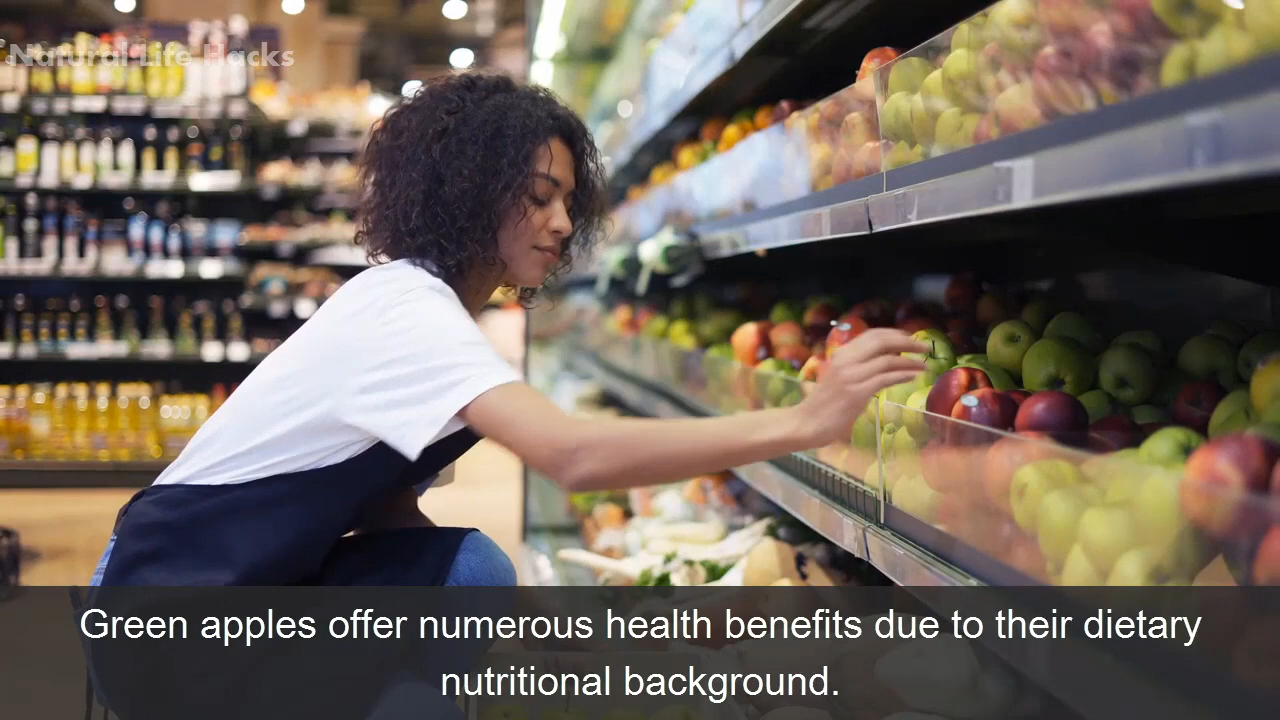 Natural Life Hacks
Green apples offer numerous health benefits due to their dietary
nutritional background.